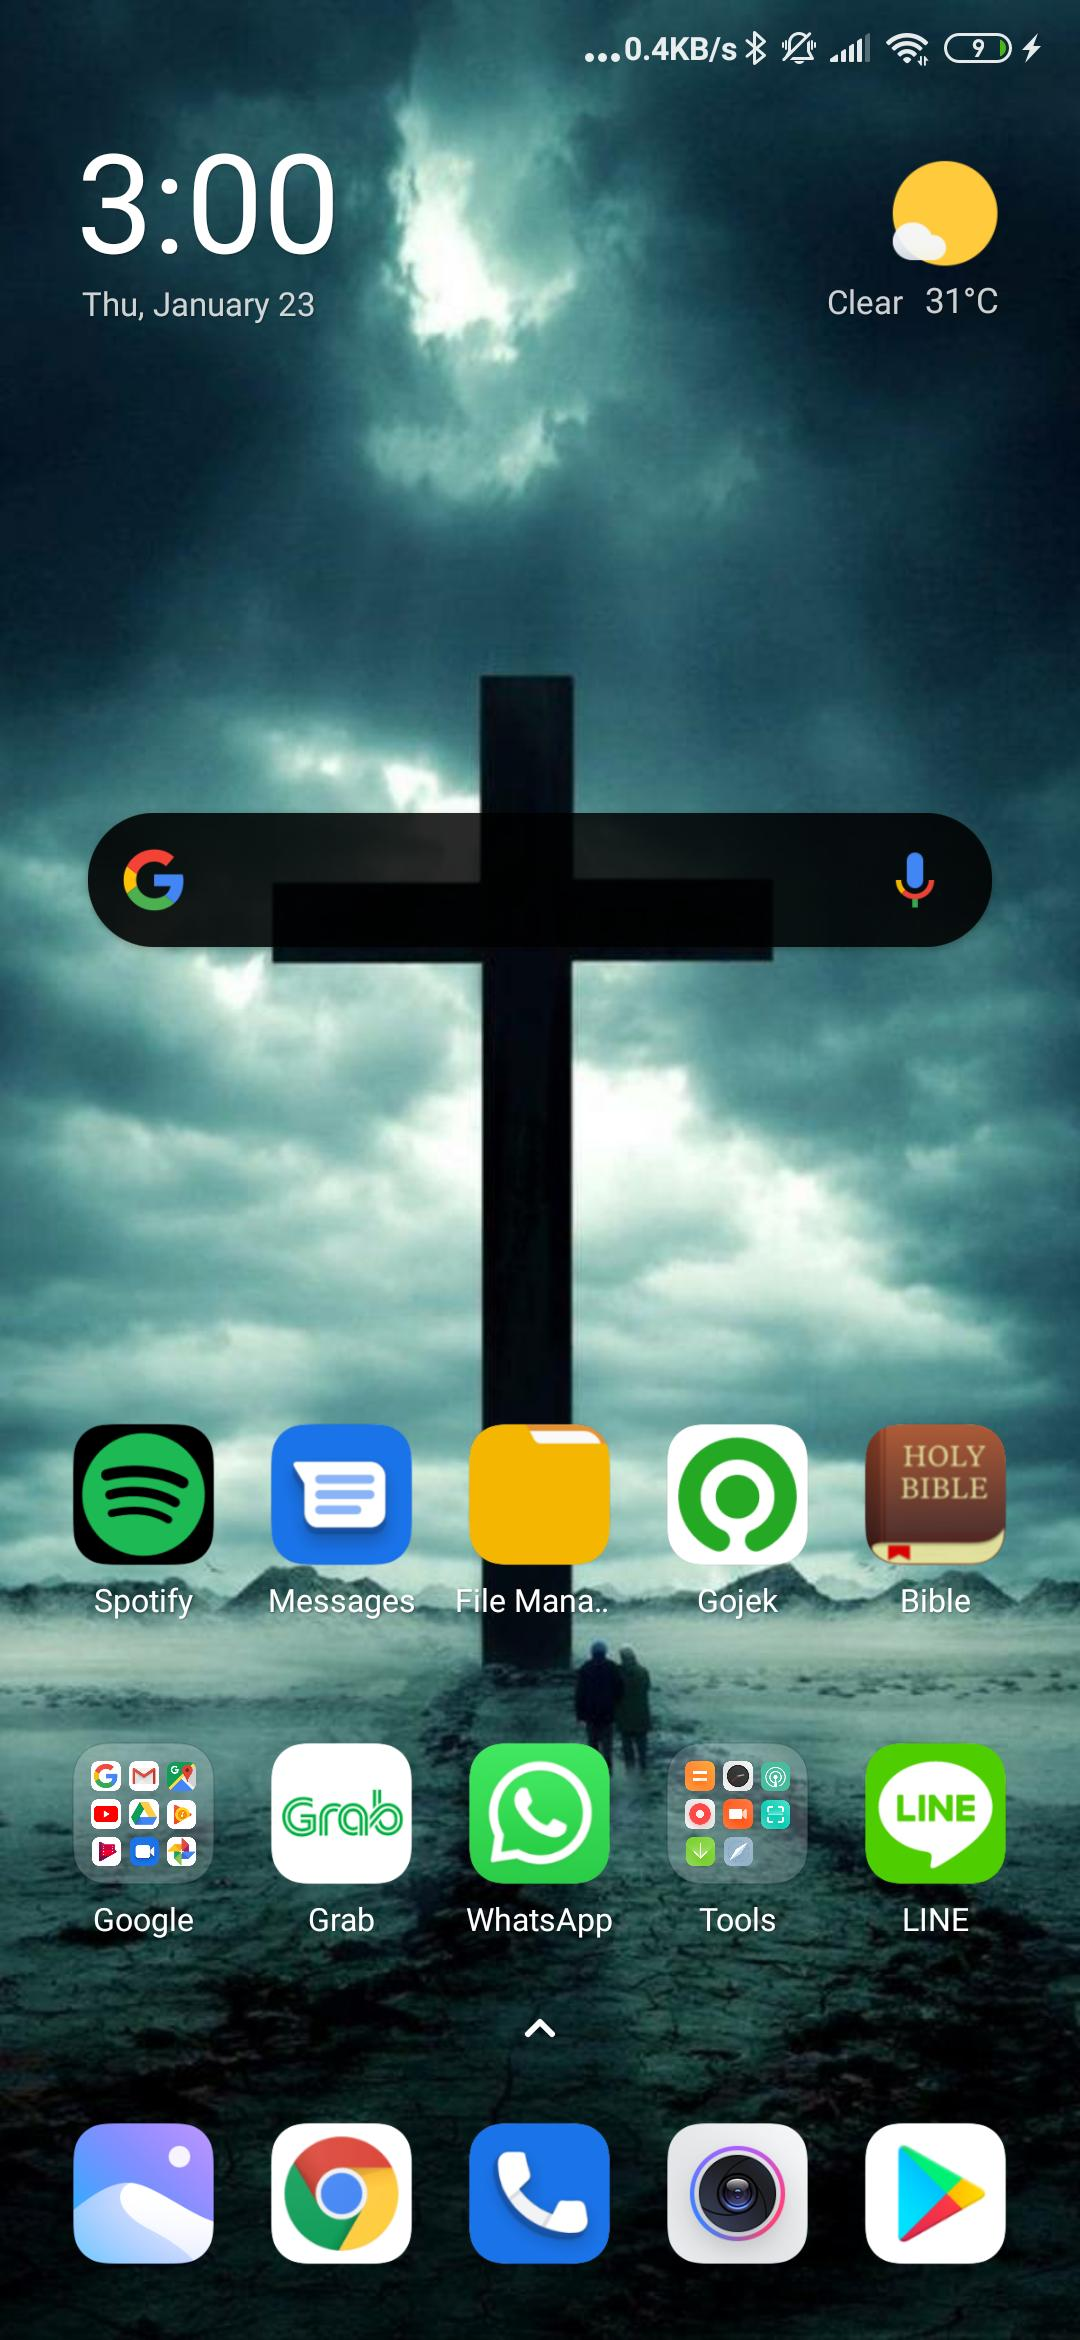 ...0.4KB/s 9
3:00
Thu, January 23
Clear 31°C
HOLY
BIBLE
Spotify Messages File Mana.. Gojek Bible
Grab
LINE
Google Grab WhatsApp Tools LINE